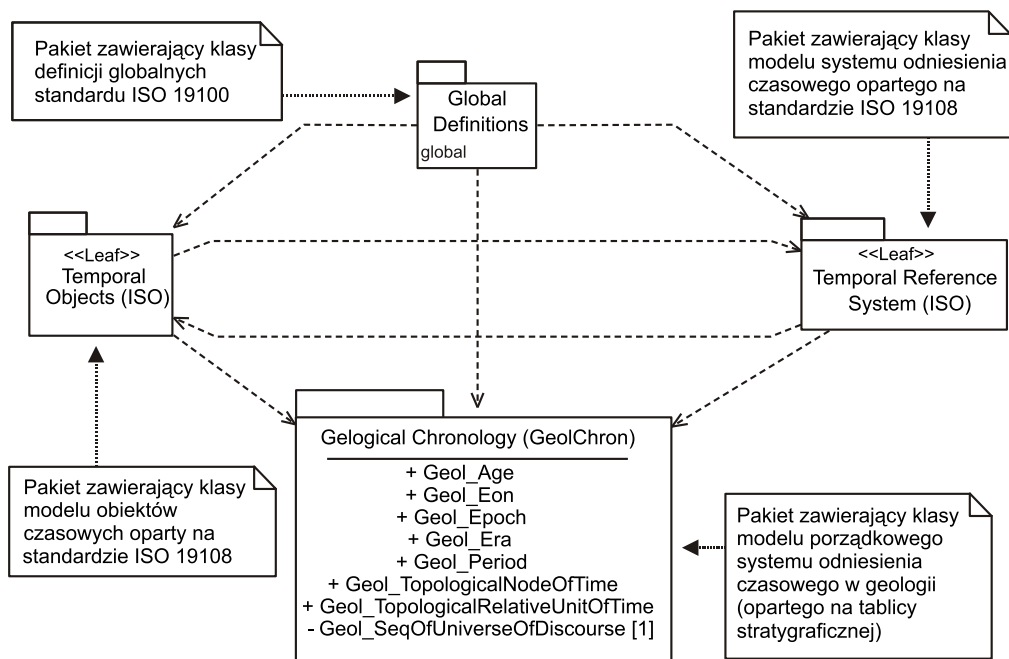 Pakiet zawierający klasy
definicji globalnych
standardu ISO 19100
Global
Definitions
global
Pakiet zawierający klasy
modelu systemu odniesienia
czasowego opartego na
standardzie ISO 19108
<<Leaf>>
Temporal
Objects (ISO)
<<Leaf>>
Temporal Reference
System (ISO)
Gelogical Chronology (GeolChron)
+ Geol_Age
+ Geol_Eon
+ Geol_Epoch
+ Geol_Era
+ Geol_Period
+ Geol_TopologicalNodeOfTime
+ Geol_TopologicalRelativeUnitOfTime
- Geol_SeqOfUniverseOfDiscourse [1]
Pakiet zawierający klasy
modelu obiektów
czasowych oparty na
standardzie ISO 19108
Pakiet zawierający klasy
modelu porządkowego
systemu odniesienia
czasowego w geologii
(opartego na tablicy
stratygraficznej)